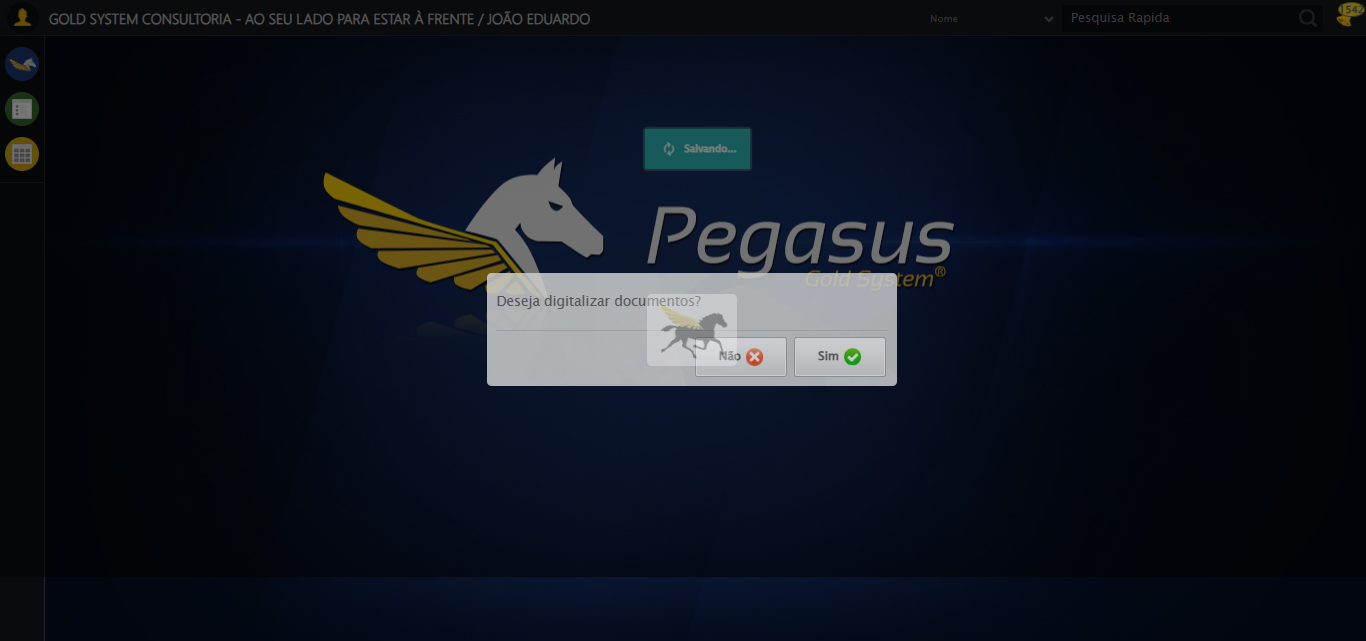 GOLD SYSTEM CONSULTORIA - AO SEU LADO PARA ESTAR À FRENTE / JOÃO EDUARDO
Nome
Pesquisa Rapida
1542
Salvando...
Pegasus
Gold System®
Deseja digitalizar documentos?
Não
Sim